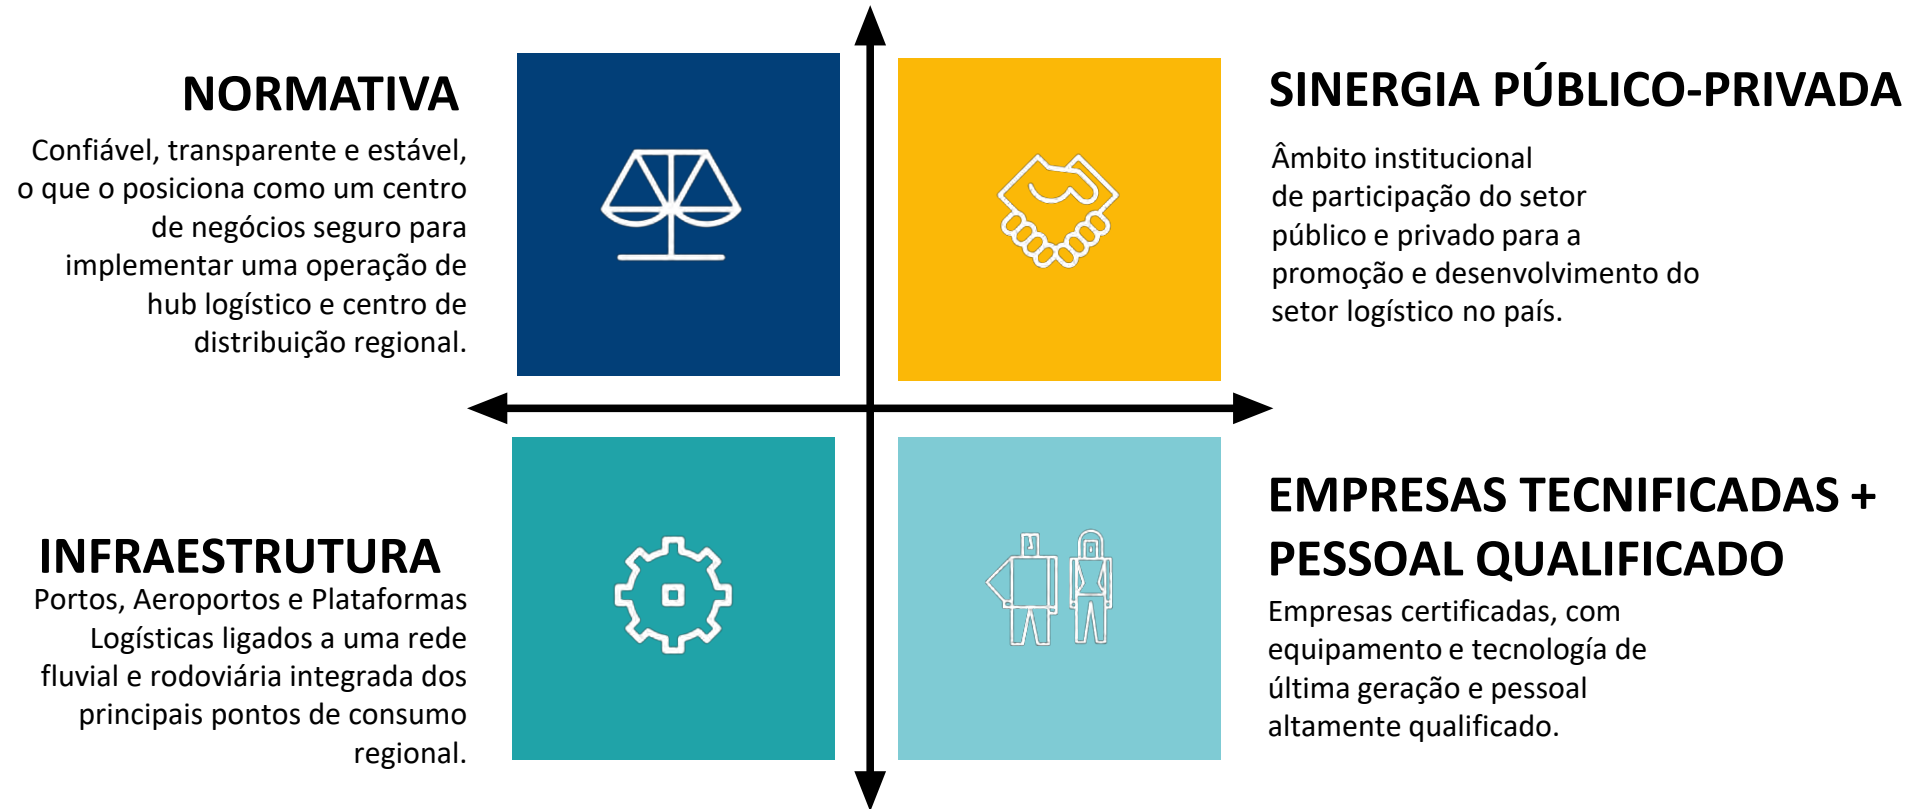 NORMATIVA
Confiável, transparente e estável,
o que o posiciona como um centro
de negócios seguro para
implementar uma operação de
hub logístico e centro de
distribuição regional.
SINERGIA PÚBLICO-PRIVADA
Âmbito institucional
de participação do setor
público e privado para a
promoção e desenvolvimento do
setor logístico no país.
INFRAESTRUTURA
Portos, Aeroportos e Plataformas
Logísticas ligados a uma rede
fluvial e rodoviária integrada dos
principais pontos de consumo
regional.
EMPRESAS TECNIFICADAS +
PESSOAL QUALIFICADO
Empresas certificadas, com
equipamento e tecnología de
última geração e pessoal
altamente qualificado.